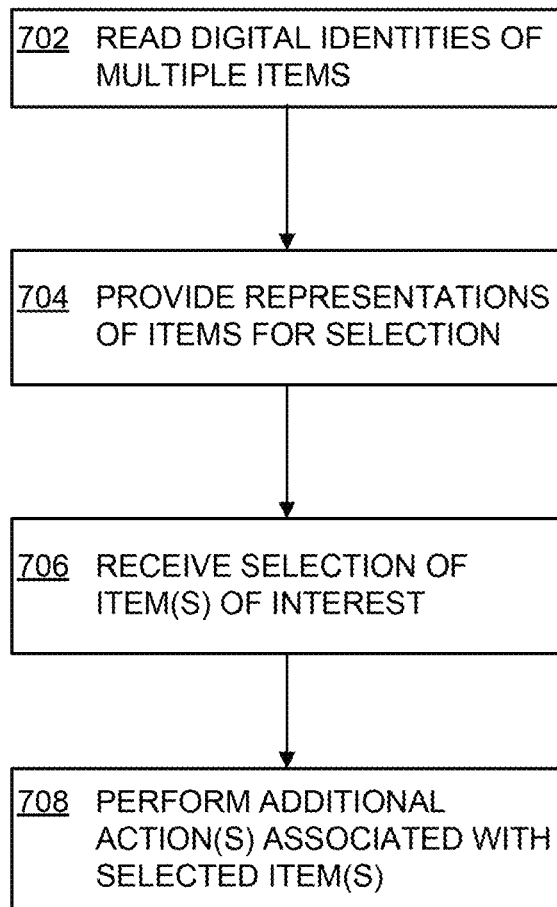 702 READ DIGITAL IDENTITIES OF
MULTIPLE ITEMS
704 PROVIDE REPRESENTATIONS
OF ITEMS FOR SELECTION
706 RECEIVE SELECTION OF
ITEM(S) OF INTEREST
708 PERFORM ADDITIONAL
ACTION(S) ASSOCIATED WITH
SELECTED ITEM(S)